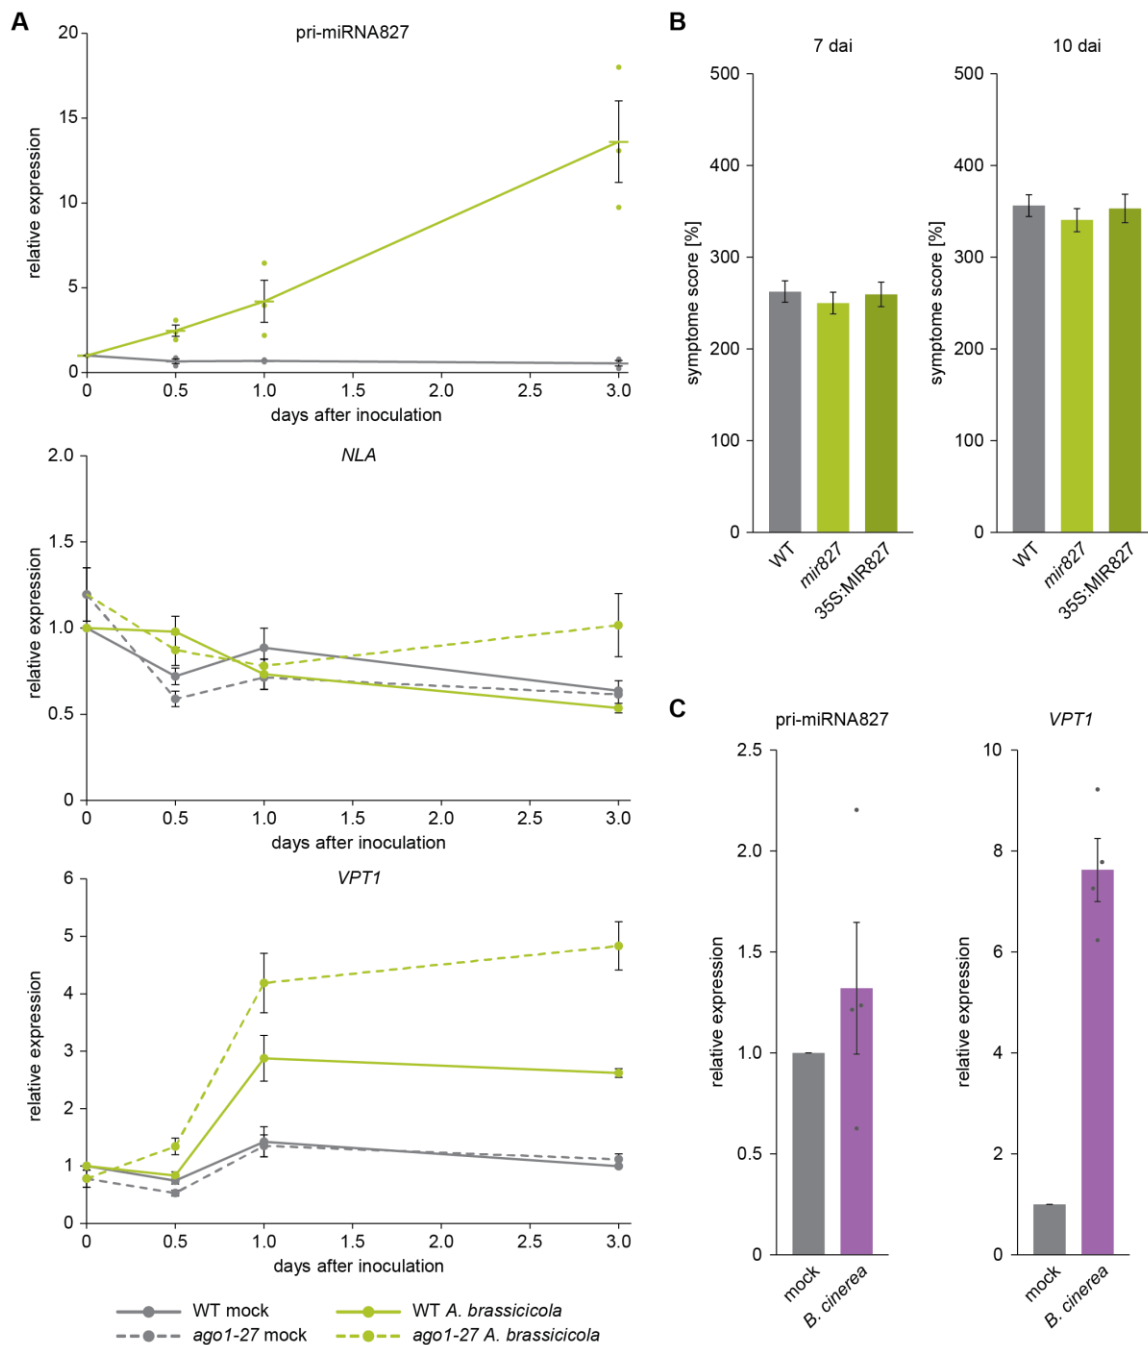 A
pri-miRNA827
20
15
10
5
0
relative expression
0 0.5 1.0 1.5 2.0 2.5 3.0
days after inoculation
NLA
2.0
1.5
1.0
0.5
0
relative expression
0 0.5 1.0 1.5 2.0 2.5 3.0
days after inoculation
VPT1
6
5
4
3
2
1
0
relative expression
0 0.5 1.0 1.5 2.0 2.5 3.0
days after inoculation
WT mock
WT A. brassicicola
ago1-27 mock
ago1-27 A. brassicicola
B
7 dai
500
400
300
200
100
0
symptome score [%]
WT
mir827
35S:MIR827
10 dai
500
400
300
200
100
0
symptome score [%]
WT
mir827
35S:MIR827
C
pri-miRNA827
2.5
2.0
1.5
1.0
0.5
0
relative expression
mock
B. cinerea
VPT1
10
8
6
4
2
0
relative expression
mock
B. cinerea